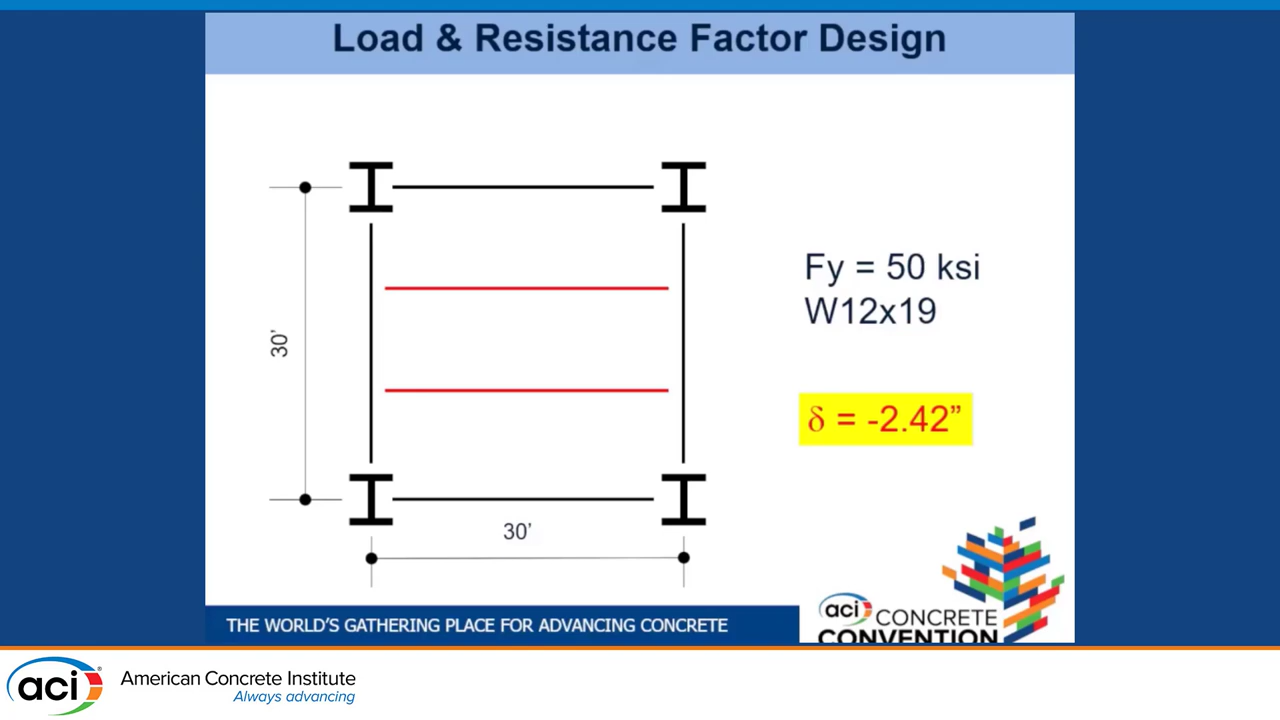 Load & Resistance Factor Design
Fy = 50 ksi
W12x19
30’
δ = -2.42”
30’
THE WORLD’S GATHERING PLACE FOR ADVANCING CONCRETE
aci CONCRETE
CONVENTION
aci® American Concrete Institute
Always advancing